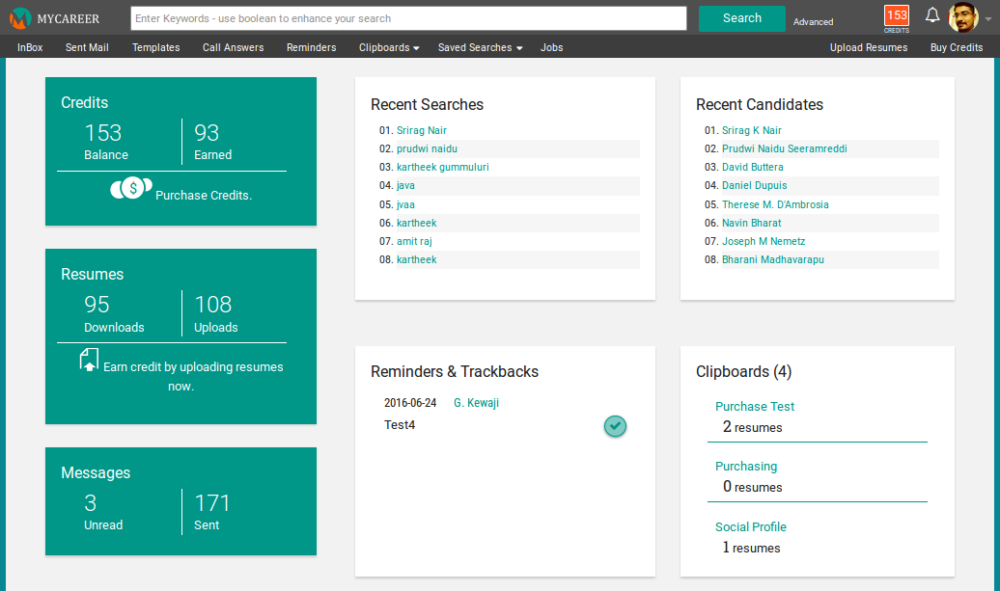 MYCAREER
Enter Keywords - use boolean to enhance your search
Search
Advanced
153
CREDITS
InBox Sent Mail Templates Call Answers Reminders Clipboards Saved Searches Jobs Upload Resumes Buy Credits
Credits
153 93
Balance Earned
$ Purchase Credits.
Resumes
95 108
Downloads Uploads
Earn credit by uploading resumes
now.
Messages
3 171
Unread Sent
Recent Searches
01. Srirag Nair
02. prudwi naidu
03. kartheek gummuluri
04. java
05. jvaa
06. kartheek
07. amit raj
08. kartheek
Recent Candidates
01. Srirag K Nair
02. Prudwi Naidu Seeramreddi
03. David Buttera
04. Daniel Dupuis
05. Therese M. D'Ambrosia
06. Navin Bharat
07. Joseph M Nemetz
08. Bharani Madhavarapu
Reminders & Trackbacks
2016-06-24 G. Kewaji
Test4
Clipboards (4)
Purchase Test
2 resumes
Purchasing
0 resumes
Social Profile
1 resumes